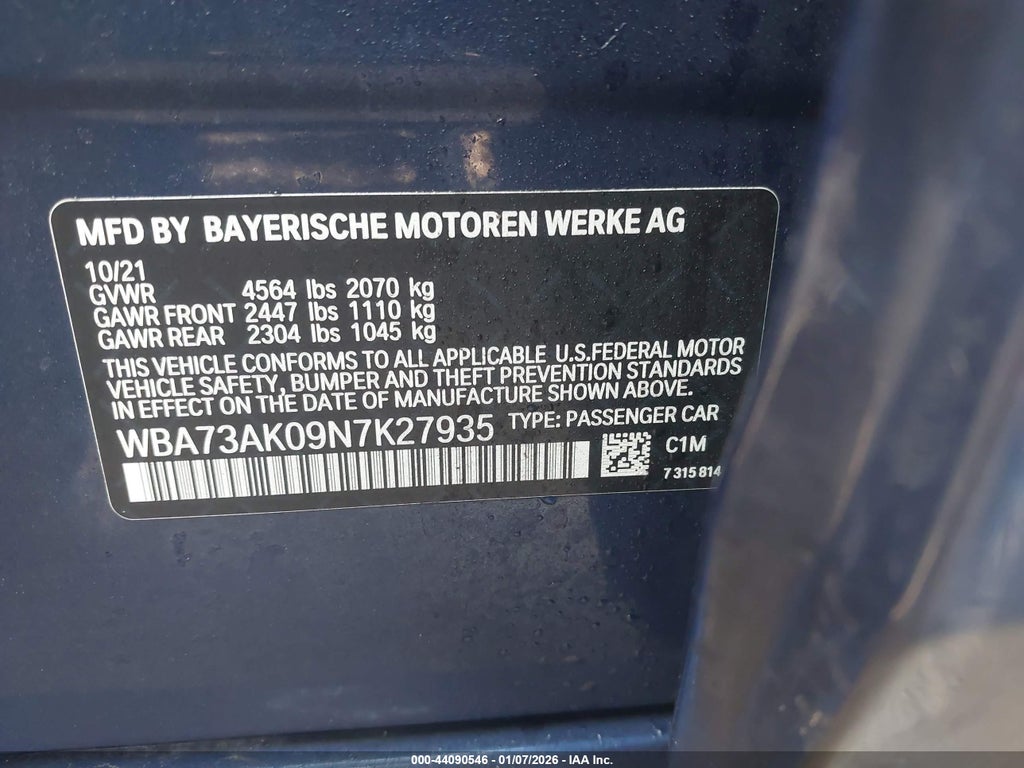 MFD BY BAYERISCHE MOTOREN WERKE AG
10/21
GVWR 4564 lbs 2070 kg
GAWR FRONT 2447 lbs 1110 kg
GAWR REAR 2304 lbs 1045 kg
THIS VEHICLE CONFORMS TO ALL APPLICABLE U.S.FEDERAL MOTOR
VEHICLE SAFETY, BUMPER AND THEFT PREVENTION STANDARDS
IN EFFECT ON THE DATE OF MANUFACTURE SHOWN ABOVE.
WBA73AK09N7K27935 TYPE: PASSENGER CAR
C1M
7315814
000-44090546 - 01/07/2026 - IAA Inc.